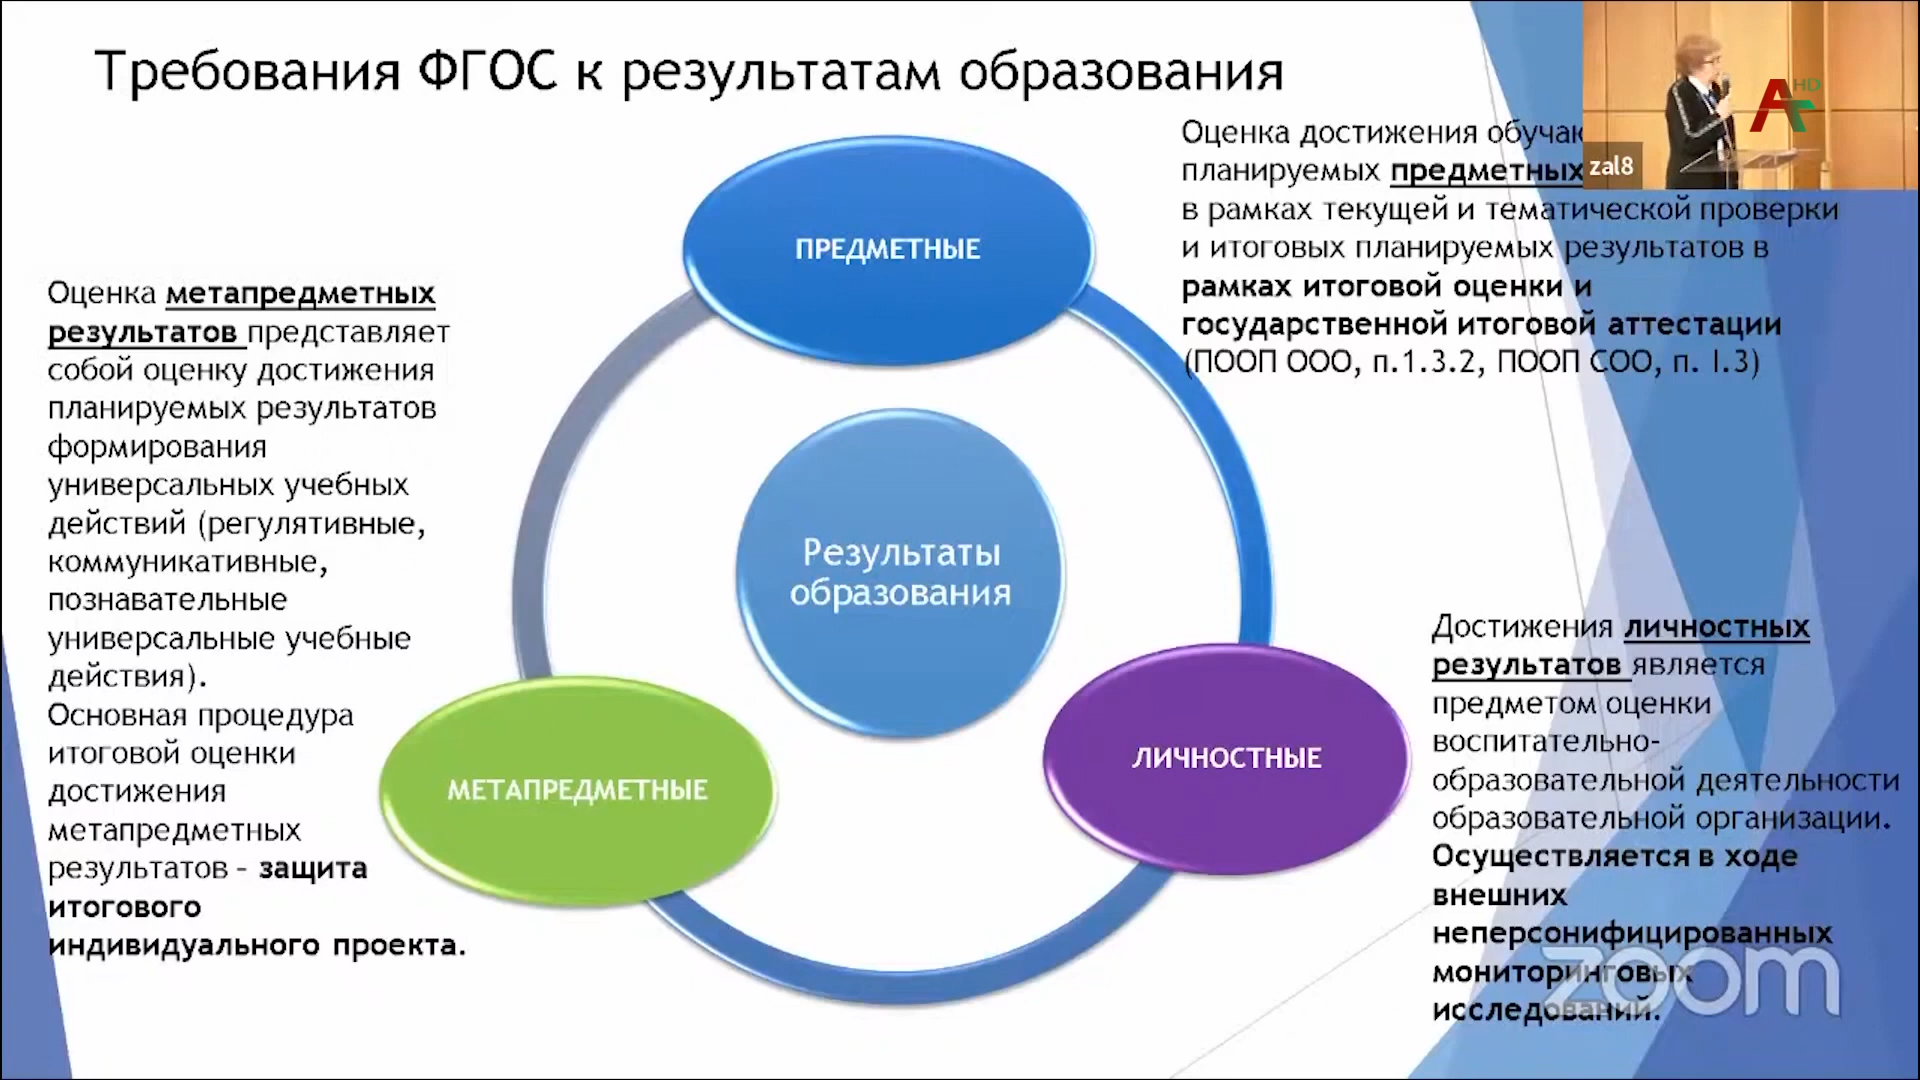 Требования ФГОС к результатам образования
HD
АТ
zal8
Оценка достижения
планируемых предметных
в рамках текущей и тематической проверки
и итоговых планируемых результатов в
рамках итоговой оценки и
государственной итоговой аттестации
(ПООП ООО, п.1.3.2, ПООП СОО, п. I.3)
ПРЕДМЕТНЫЕ
Оценка метапредметных
результатов представляет
собой оценку достижения
планируемых результатов
формирования
универсальных учебных
действий (регулятивные,
коммуникативные,
познавательные
универсальные учебные
действия).
Основная процедура
итоговой оценки
достижения
метапредметных
результатов – защита
итогового
индивидуального проекта.
Результаты
образования
МЕТАПРЕДМЕТНЫЕ
ЛИЧНОСТНЫЕ
Достижения личностных
результатов является
предметом оценки
воспитательно-
образовательной деятельности
образовательной организации.
Осуществляется в ходе
внешних
неперсонифицированных
мониторинговых
исследований.
zoom